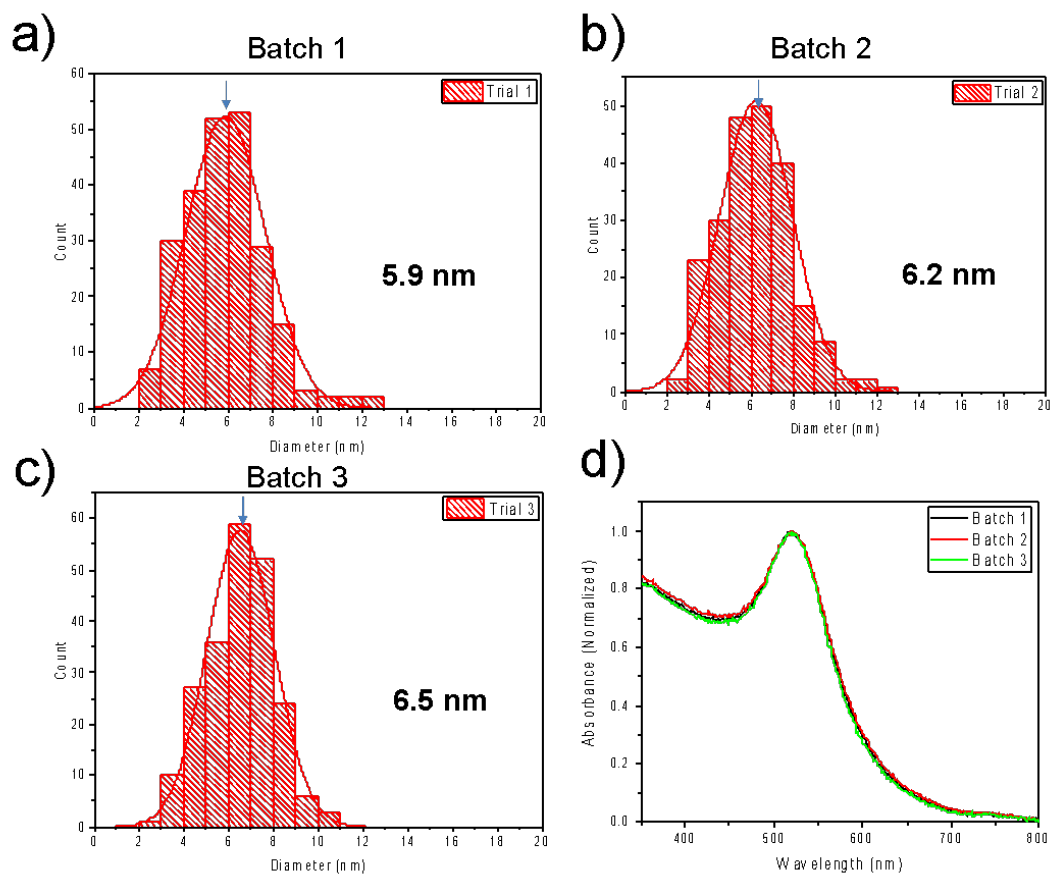 a)
Batch 1
Trial 1
60
50
40
30
20
10
0
Count
5.9 nm
0 2 4 6 8 10 12 14 16 18 20
Diameter (nm)
b)
Batch 2
Trial 2
50
40
30
20
10
0
Count
6.2 nm
0 2 4 6 8 10 12 14 16 18 20
Diameter (nm)
c)
Batch 3
Trial 3
60
50
40
30
20
10
0
Count
6.5 nm
0 2 4 6 8 10 12 14 16 18 20
Diameter (nm)
d)
Batch 1
Batch 2
Batch 3
1.0
0.8
0.6
0.4
0.2
0.0
Absorbance (Normalized)
400 500 600 700 800
Wavelength (nm)